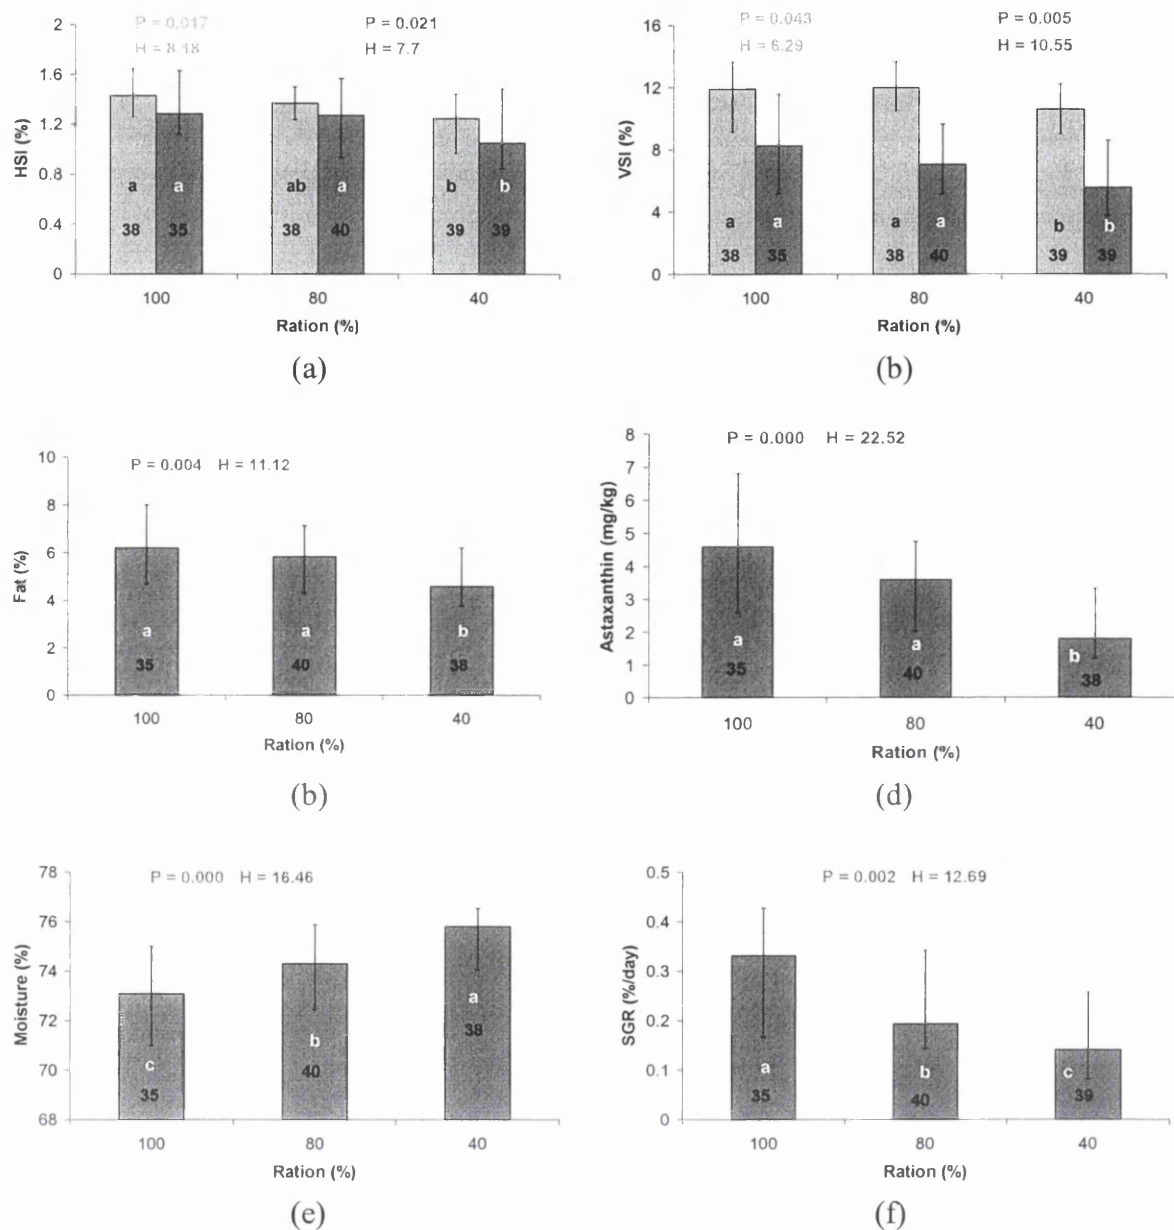 P = 0.017 P = 0.021
H = 8.18 H = 7.7
HSI (%)
2
1.6
1.2
0.8
0.4
0
a a ab a b b
38 35 38 40 39 39
100 80 40
Ration (%)
(a)
P = 0.043 P = 0.005
H = 6.29 H = 10.55
VSI (%)
16
12
8
4
0
a a a a b b
38 35 38 40 39 39
100 80 40
Ration (%)
(b)
P = 0.004 H = 11.12
Fat (%)
10
8
6
4
2
0
a a b
35 40 38
100 80 40
Ration (%)
(b)
P = 0.000 H = 22.52
Astaxanthin (mg/kg)
8
7
6
5
4
3
2
1
0
a a b
35 40 38
100 80 40
Ration (%)
(d)
P = 0.000 H = 16.46
Moisture (%)
78
76
74
72
70
68
c b a
35 40 38
100 80 40
Ration (%)
(e)
P = 0.002 H = 12.69
SGR (%/day)
0.5
0.4
0.3
0.2
0.1
0
a b c
35 40 39
100 80 40
Ration (%)
(f)